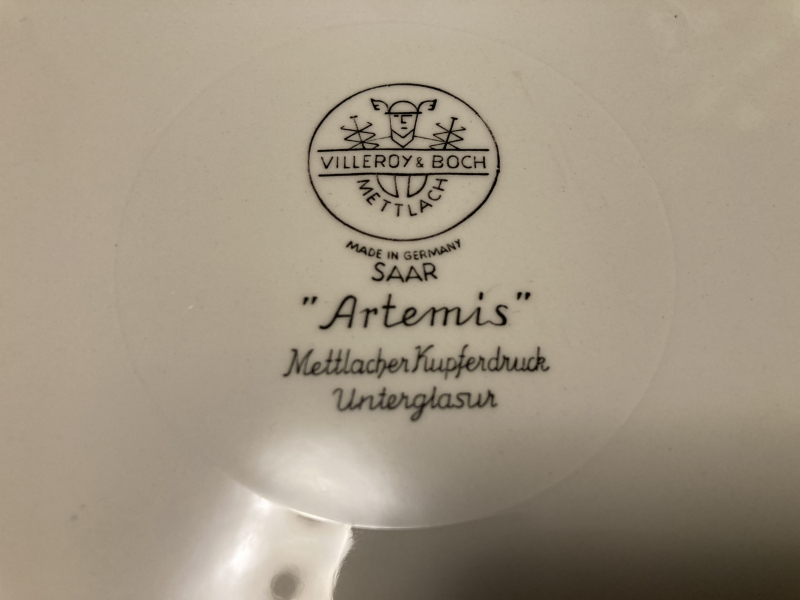 VILLEROY & BOCH
METTLACH
MADE IN GERMANY
SAAR
"Artemis"
Mettlacher Kupferdruck
Unterglasur